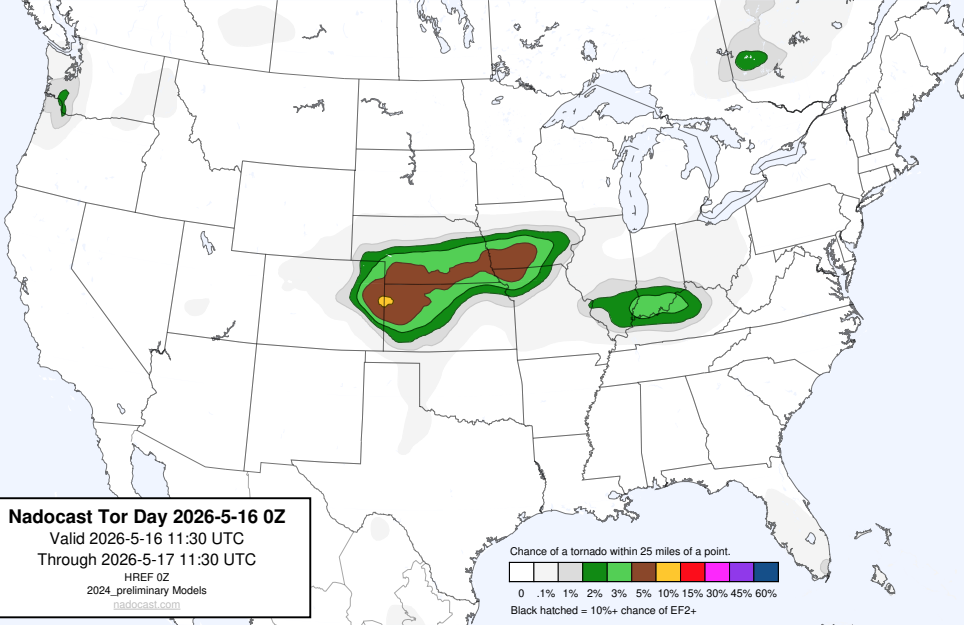 Nadocast Tor Day 2026-5-16 0Z
Valid 2026-5-16 11:30 UTC
Through 2026-5-17 11:30 UTC
HREF 0Z
2024_preliminary Models
nadocast.com
Chance of a tornado within 25 miles of a point.
0 .1% 1% 2% 3% 5% 10% 15% 30% 45% 60%
Black hatched = 10%+ chance of EF2+